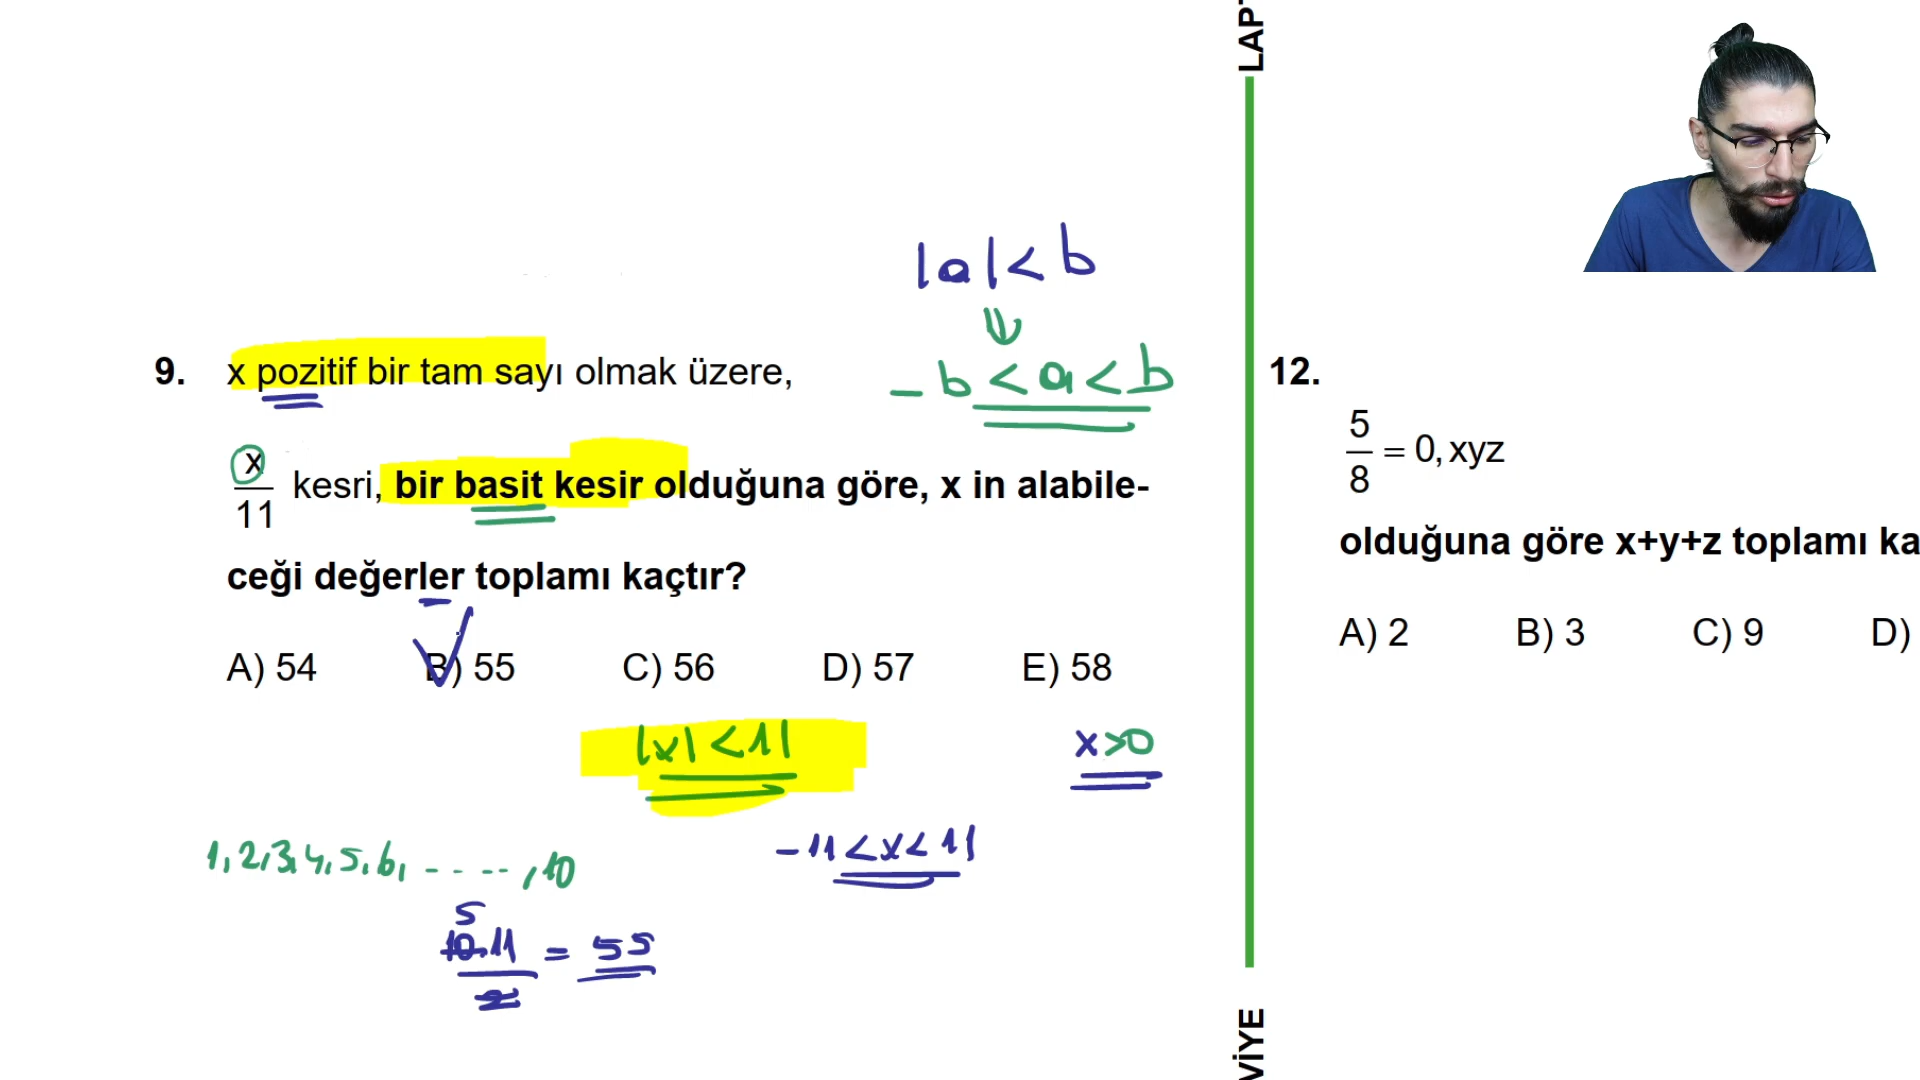 |a| < b
⇓
-b < a < b
9. x pozitif bir tam sayı olmak üzere,
x/11 kesri, bir basit kesir olduğuna göre, x in alabile-
ceği değerler toplamı kaçtır?
A) 54 B) 55 C) 56 D) 57 E) 58
|x| < 11
x>0
-11 < x < 11
1, 2, 3, 4, 5, 6, ----- , 10
5
10.11/2 = 55
LAP
VİYE
12.
5/8 = 0, xyz
olduğuna göre x+y+z toplamı ka
A) 2 B) 3 C) 9 D)